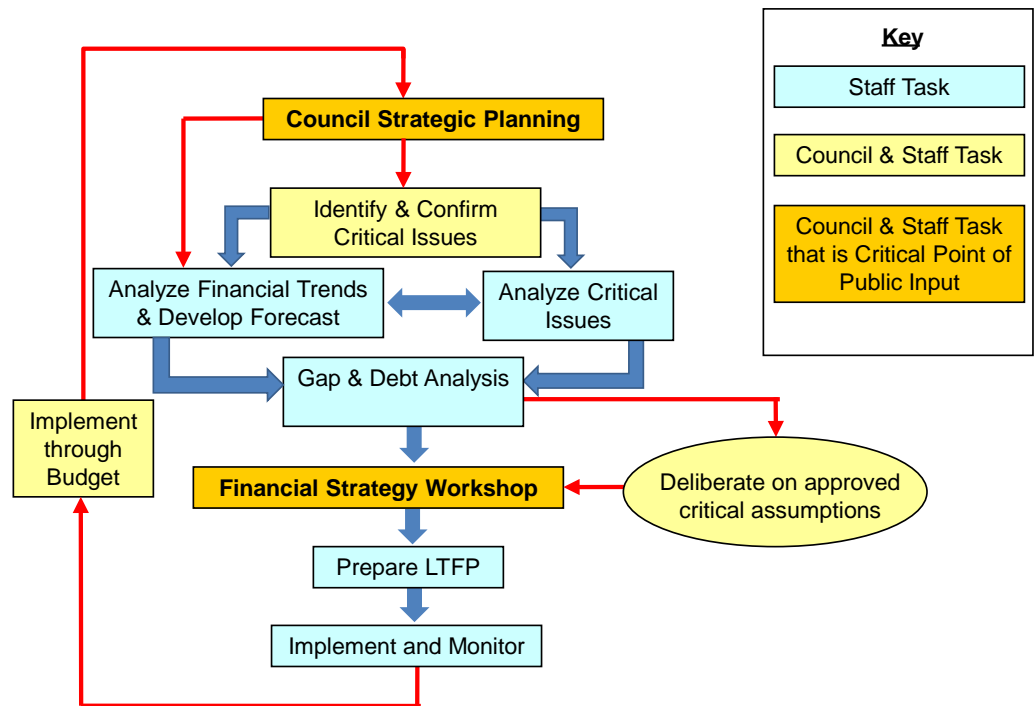 Key
Staff Task
Council & Staff Task
Council & Staff Task
that is Critical Point of
Public Input
Council Strategic Planning
Identify & Confirm
Critical Issues
Analyze Financial Trends
& Develop Forecast
Analyze Critical
Issues
Gap & Debt Analysis
Implement
through
Budget
Financial Strategy Workshop
Deliberate on approved
critical assumptions
Prepare LTFP
Implement and Monitor